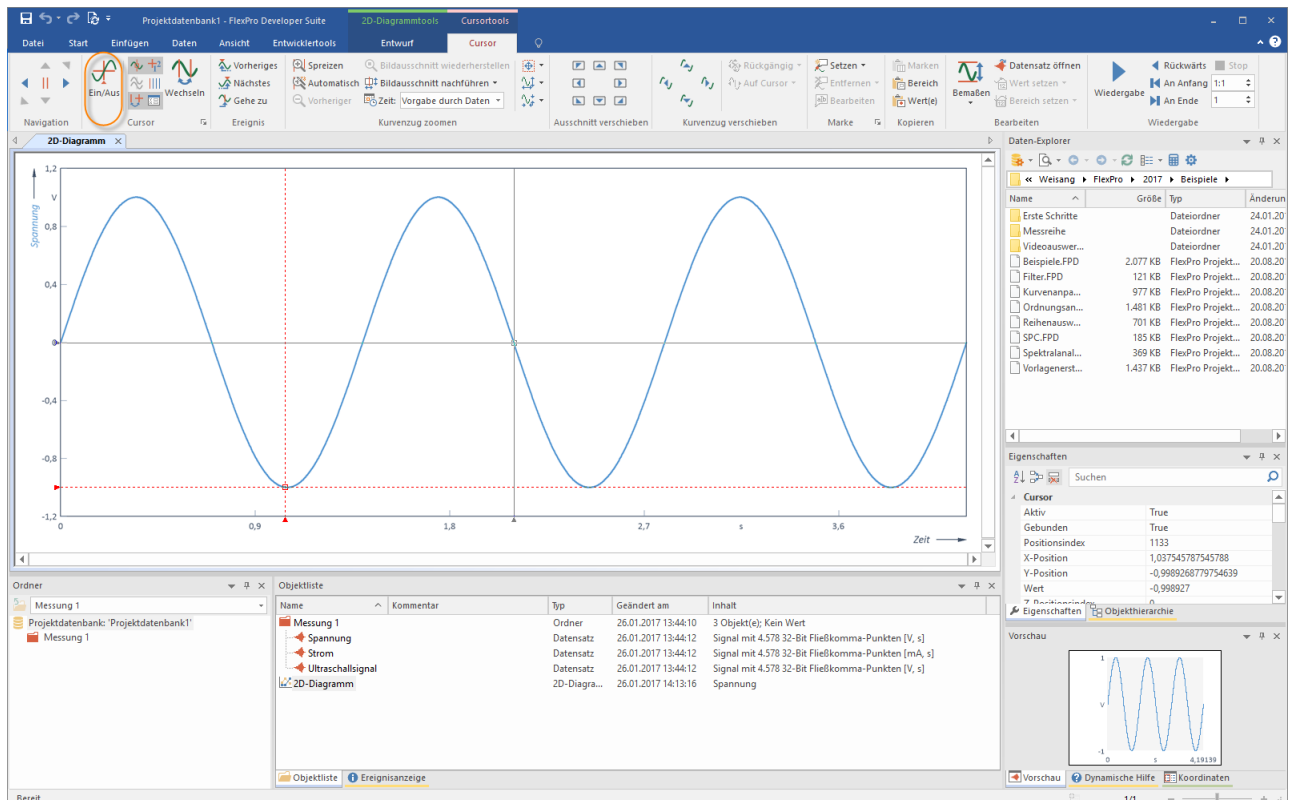 Projektdatenbank1 - FlexPro Developer Suite 2D-Diagrammtools Cursortools
Datei Start Einfügen Daten Ansicht Entwicklertools Entwurf Cursor
Ein/Aus Wechseln
Vorheriges
Nächstes
Gehe zu
Spreizen Bildausschnitt wiederherstellen
Automatisch Bildausschnitt nachführen
Vorheriger Zeit: Vorgabe durch Daten
Rückgängig
Auf Cursor
Setzen
Entfernen
Bearbeiten
Marken
Bereich
Wert(e)
Bemaßen
Datensatz öffnen
Wert setzen
Bereich setzen
Wiedergabe
Rückwärts Stop
An Anfang 1:1
An Ende 1
Navigation Cursor Ereignis Kurvenzug zoomen Ausschnitt verschieben Kurvenzug verschieben Marke Kopieren Bearbeiten Wiedergabe
2D-Diagramm
1,2
V
Spannung
0,8
0,4
0
-0,4
-0,8
-1,2
0 0,9 1,8 2,7 s 3,6
Zeit
Daten-Explorer
« Weisang FlexPro 2017 Beispiele
Name Größe Typ Änderun
Erste Schritte Dateiordner 24.01.20
Messreihe Dateiordner 24.01.20
Videoauswer... Dateiordner 24.01.20
Beispiele.FPD 2.077 KB FlexPro Projekt... 20.08.20
Filter.FPD 121 KB FlexPro Projekt... 20.08.20
Kurvenanpa... 977 KB FlexPro Projekt... 20.08.20
Ordnungsan... 1.481 KB FlexPro Projekt... 20.08.20
Reihenausw... 701 KB FlexPro Projekt... 20.08.20
SPC.FPD 185 KB FlexPro Projekt... 20.08.20
Spektralanal... 369 KB FlexPro Projekt... 20.08.20
Vorlagenerst... 1.437 KB FlexPro Projekt... 20.08.20
Eigenschaften
Suchen
Cursor
Aktiv True
Gebunden True
Positionsindex 1133
X-Position 1,037545787545788
Y-Position -0,9989268779754639
Wert -0,998927
Z-Positionsindex 0
Eigenschaften Objekthierarchie
Ordner
Messung 1
Projektdatenbank: 'Projektdatenbank1'
Messung 1
Objektliste
Name Kommentar Typ Geändert am Inhalt
Messung 1 Ordner 26.01.2017 13:44:10 3 Objekt(e); Kein Wert
Spannung Datensatz 26.01.2017 13:44:12 Signal mit 4.578 32-Bit Fließkomma-Punkten [V, s]
Strom Datensatz 26.01.2017 13:44:12 Signal mit 4.578 32-Bit Fließkomma-Punkten [mA, s]
Ultraschallsignal Datensatz 26.01.2017 13:44:12 Signal mit 4.578 32-Bit Fließkomma-Punkten [V, s]
2D-Diagramm 2D-Diagra... 26.01.2017 14:13:16 Spannung
Objektliste Ereignisanzeige
Vorschau
1
V
-1
0 s 4,19139
Vorschau Dynamische Hilfe Koordinaten
Bereit 1/1